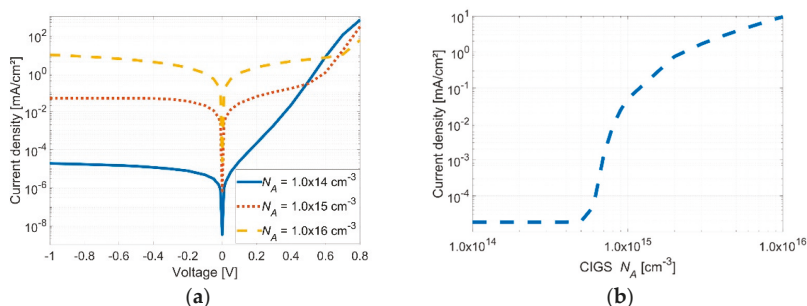 Current density [mA/cm²]
10²
10⁰
10⁻²
10⁻⁴
10⁻⁶
10⁻⁸
N_A = 1.0x14 cm⁻³
N_A = 1.0x15 cm⁻³
N_A = 1.0x16 cm⁻³
-1 -0.8 -0.6 -0.4 -0.2 0 0.2 0.4 0.6 0.8
Voltage [V]
(a)
Current density [mA/cm²]
10¹
10⁰
10⁻¹
10⁻²
10⁻³
10⁻⁴
1.0x10¹⁴ 1.0x10¹⁵ 1.0x10¹⁶
CIGS N_A [cm⁻³]
(b)